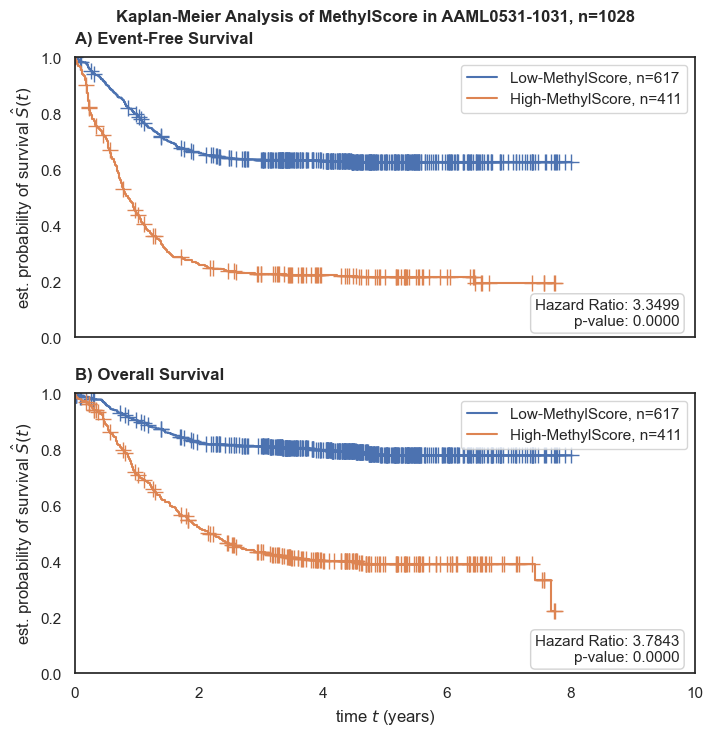 Kaplan-Meier Analysis of MethylScore in AAML0531-1031, n=1028
A) Event-Free Survival
1.0
0.8
0.6
0.4
0.2
0.0
est. probability of survival Ŝ(t)
Low-MethylScore, n=617
High-MethylScore, n=411
Hazard Ratio: 3.3499
p-value: 0.0000
B) Overall Survival
1.0
0.8
0.6
0.4
0.2
0.0
est. probability of survival Ŝ(t)
Low-MethylScore, n=617
High-MethylScore, n=411
Hazard Ratio: 3.7843
p-value: 0.0000
0 2 4 6 8 10
time t (years)